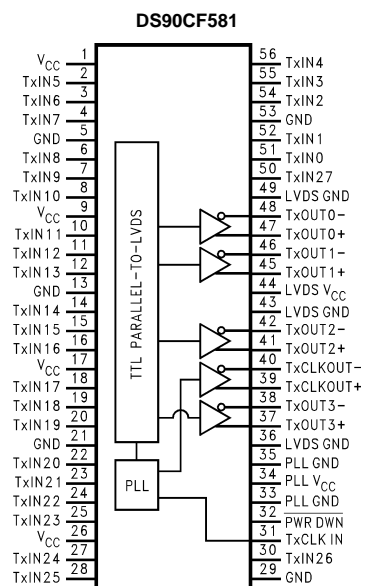 DS90CF581
V_CC 1
TxIN5 2
TxIN6 3
TxIN7 4
GND 5
TxIN8 6
TxIN9 7
TxIN10 8
V_CC 9
TxIN11 10
TxIN12 11
TxIN13 12
GND 13
TxIN14 14
TxIN15 15
TxIN16 16
V_CC 17
TxIN17 18
TxIN18 19
TxIN19 20
GND 21
TxIN20 22
TxIN21 23
TxIN22 24
TxIN23 25
V_CC 26
TxIN24 27
TxIN25 28
TTL PARALLEL-TO-LVDS
PLL
56 TxIN4
55 TxIN3
54 TxIN2
53 GND
52 TxIN1
51 TxIN0
50 TxIN27
49 LVDS GND
48 TxOUT0-
47 TxOUT0+
46 TxOUT1-
45 TxOUT1+
44 LVDS V_CC
43 LVDS GND
42 TxOUT2-
41 TxOUT2+
40 TxCLKOUT-
39 TxCLKOUT+
38 TxOUT3-
37 TxOUT3+
36 LVDS GND
35 PLL GND
34 PLL V_CC
33 PLL GND
32 PWR DWN
31 TxCLK IN
30 TxIN26
29 GND